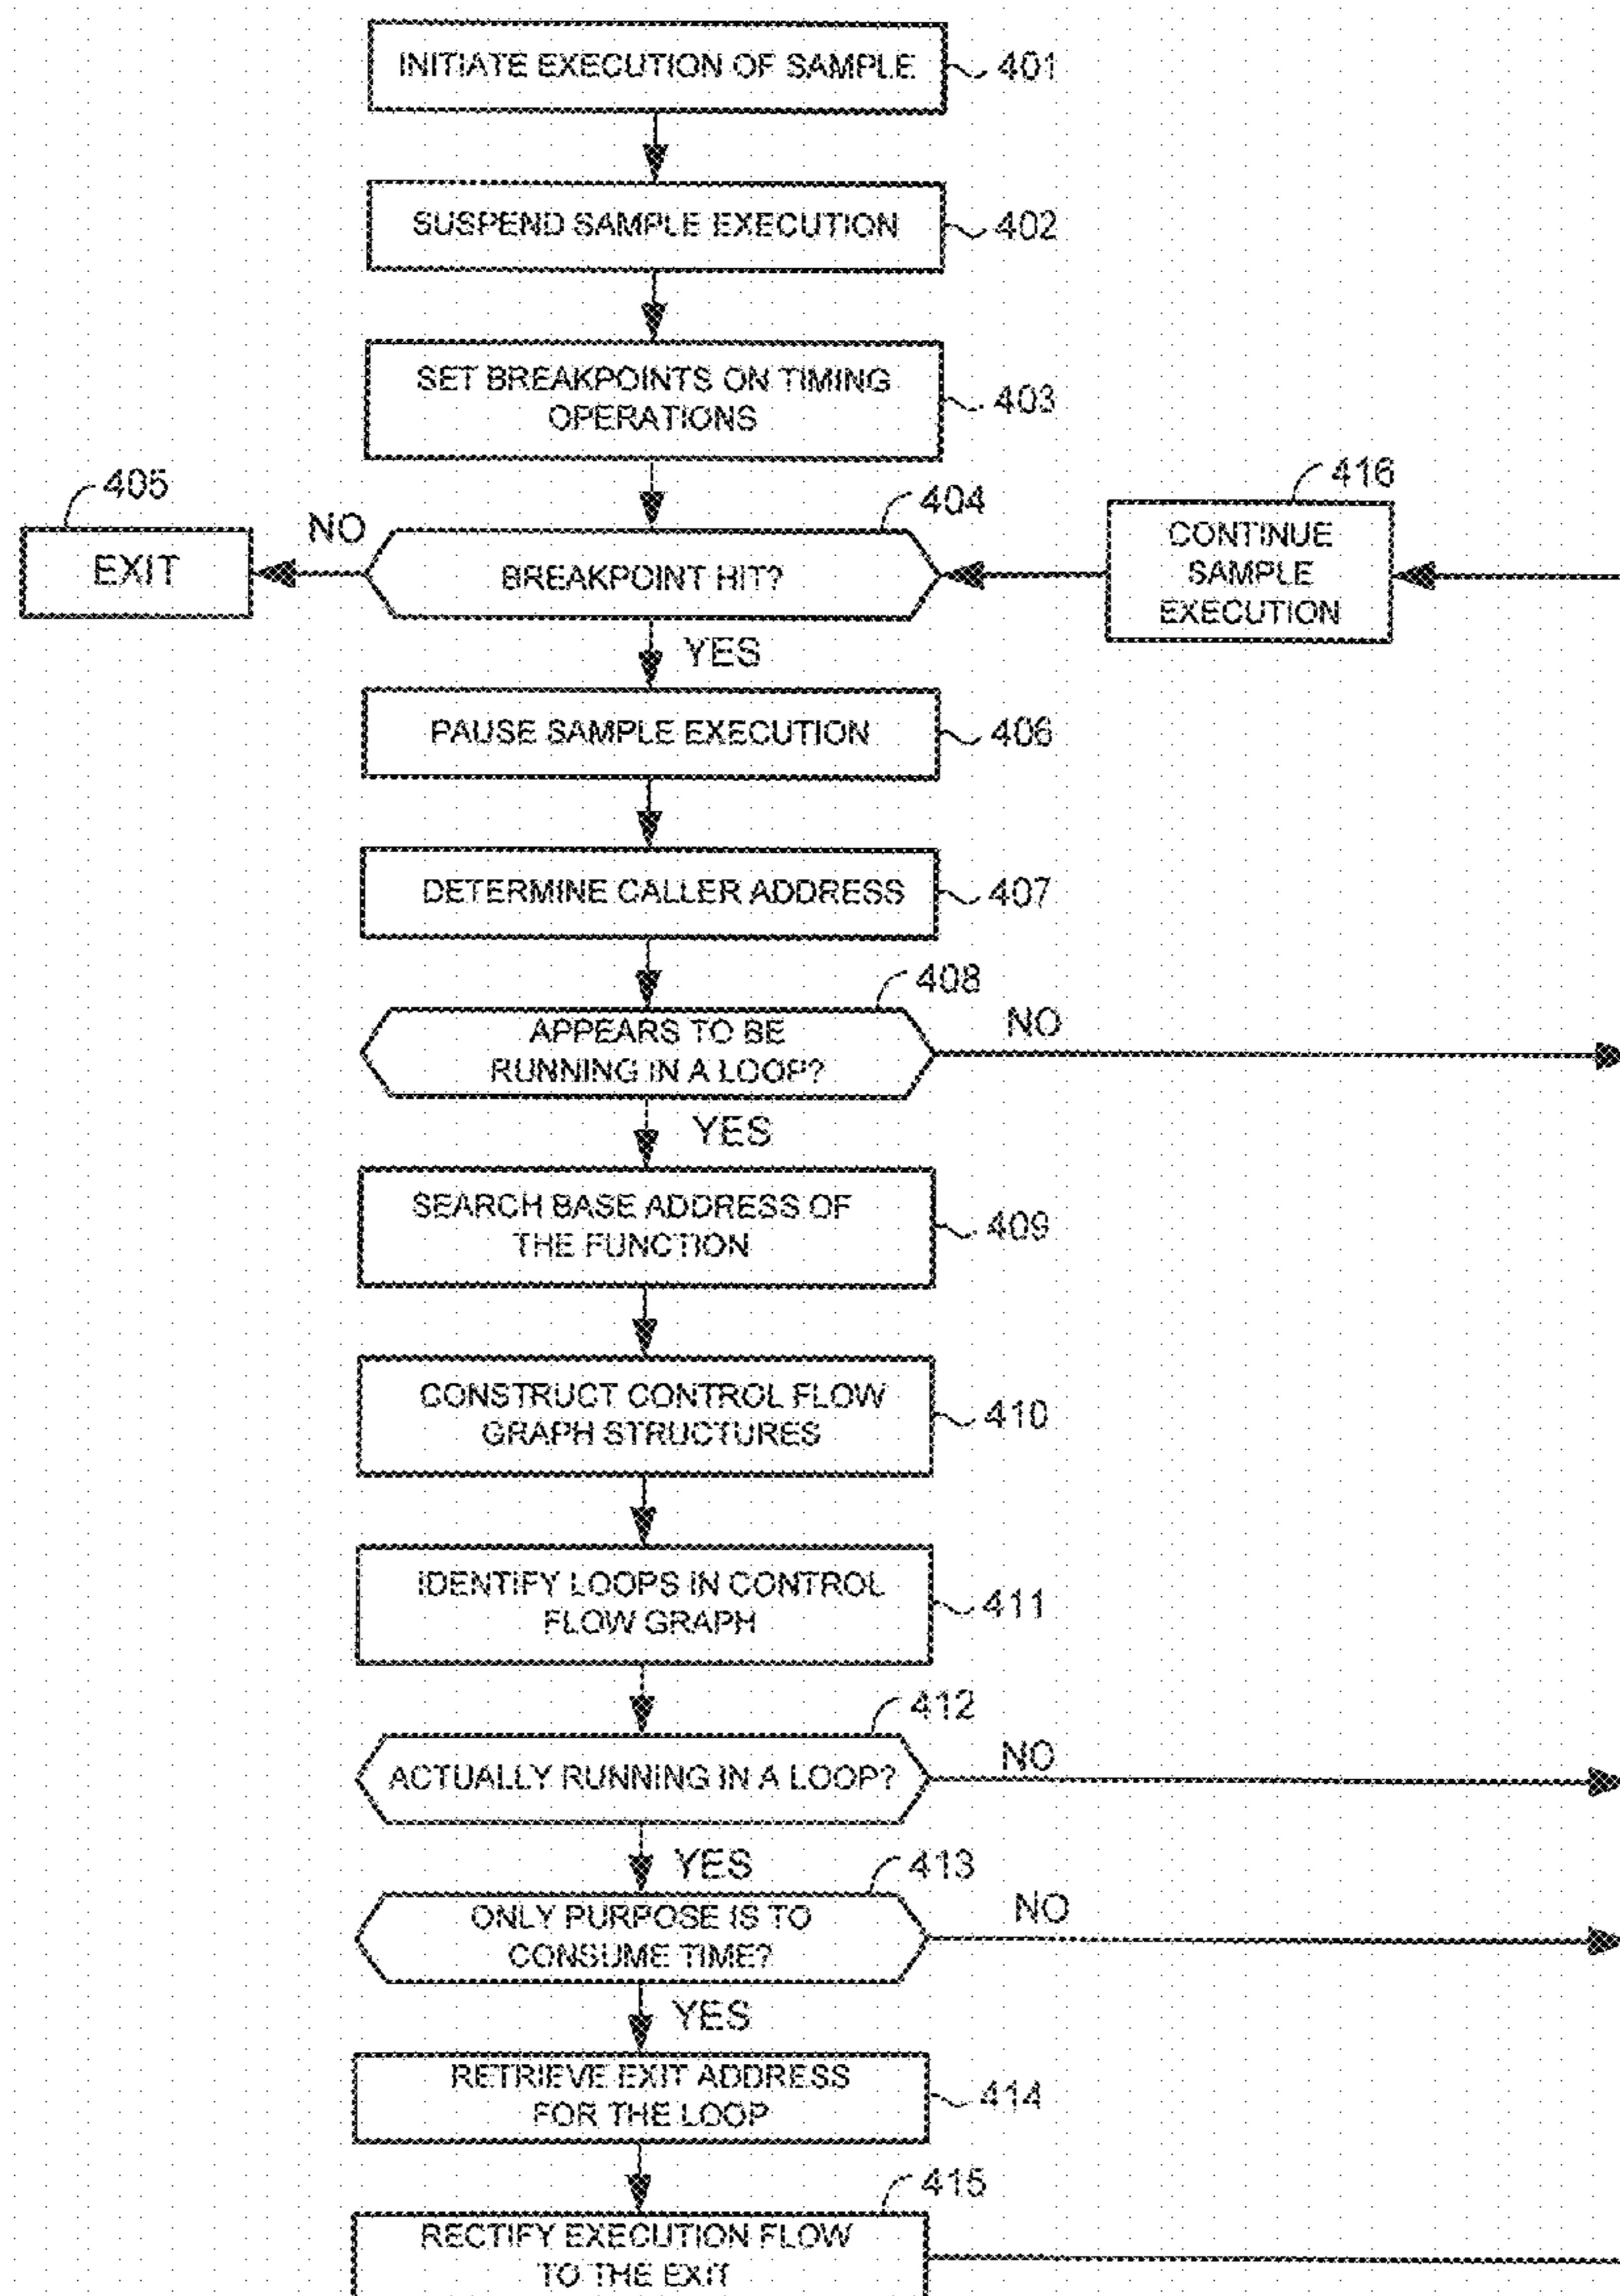 INITIATE EXECUTION OF SAMPLE
401
SUSPEND SAMPLE EXECUTION
402
SET BREAKPOINTS ON TIMING
OPERATIONS
403
405
EXIT
NO
404
BREAKPOINT HIT?
416
CONTINUE
SAMPLE
EXECUTION
YES
PAUSE SAMPLE EXECUTION
406
DETERMINE CALLER ADDRESS
407
408
APPEARS TO BE
RUNNING IN A LOOP?
NO
YES
SEARCH BASE ADDRESS OF
THE FUNCTION
409
CONSTRUCT CONTROL FLOW
GRAPH STRUCTURES
410
IDENTIFY LOOPS IN CONTROL
FLOW GRAPH
411
412
ACTUALLY RUNNING IN A LOOP?
NO
YES
413
ONLY PURPOSE IS TO
CONSUME TIME?
NO
YES
RETRIEVE EXIT ADDRESS
FOR THE LOOP
414
415
RECTIFY EXECUTION FLOW
TO THE EXIT